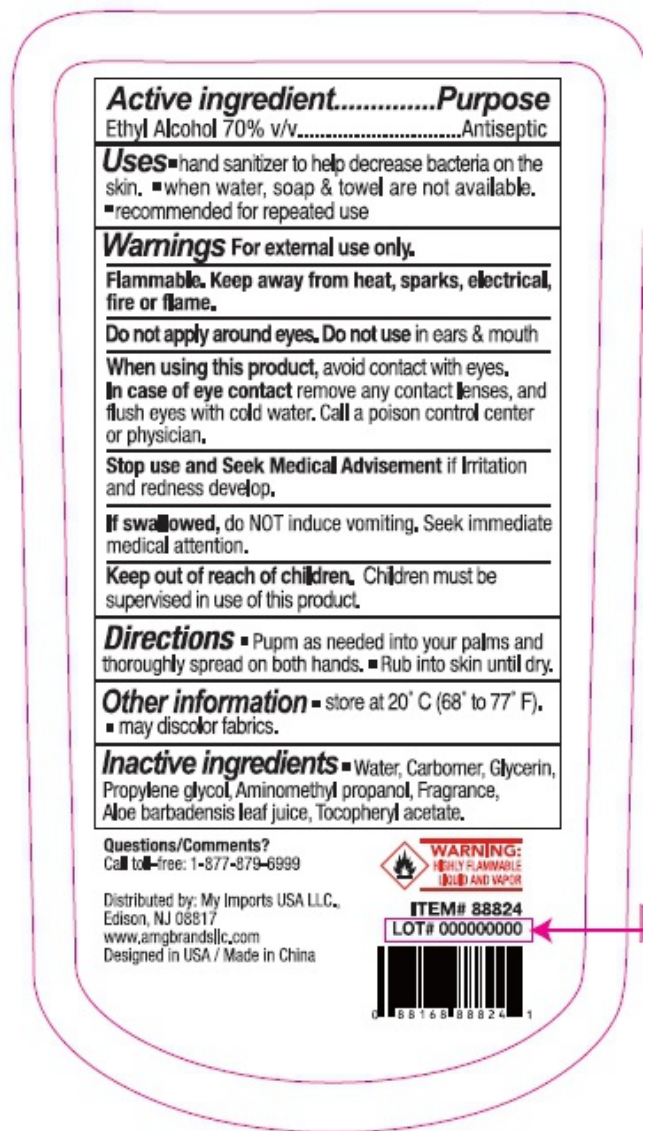 Active ingredient..............Purpose
Ethyl Alcohol 70% v/v.................................Antiseptic
Uses ▪ hand sanitizer to help decrease bacteria on the
skin. ▪ when water, soap & towel are not available.
▪ recommended for repeated use
Warnings For external use only.
Flammable. Keep away from heat, sparks, electrical,
fire or flame.
Do not apply around eyes. Do not use in ears & mouth
When using this product, avoid contact with eyes.
In case of eye contact remove any contact lenses, and
flush eyes with cold water. Call a poison control center
or physician.
Stop use and Seek Medical Advisement if Irritation
and redness develop.
If swallowed, do NOT induce vomiting. Seek immediate
medical attention.
Keep out of reach of children. Children must be
supervised in use of this product.
Directions ▪ Pupm as needed into your palms and
thoroughly spread on both hands. ▪ Rub into skin until dry.
Other information ▪ store at 20° C (68° to 77° F).
▪ may discolor fabrics.
Inactive ingredients ▪ Water, Carbomer, Glycerin,
Propylene glycol, Aminomethyl propanol, Fragrance,
Aloe barbadensis leaf juice, Tocopheryl acetate.
Questions/Comments?
Call toll-free: 1-877-879-6999
Distributed by: My Imports USA LLC.,
Edison, NJ 08817
www.amgbrandsllc.com
Designed in USA / Made in China
WARNING:
HIGHLY FLAMMABLE
LIQUID AND VAPOR
ITEM# 88824
LOT# 000000000
0 88168 88824 1